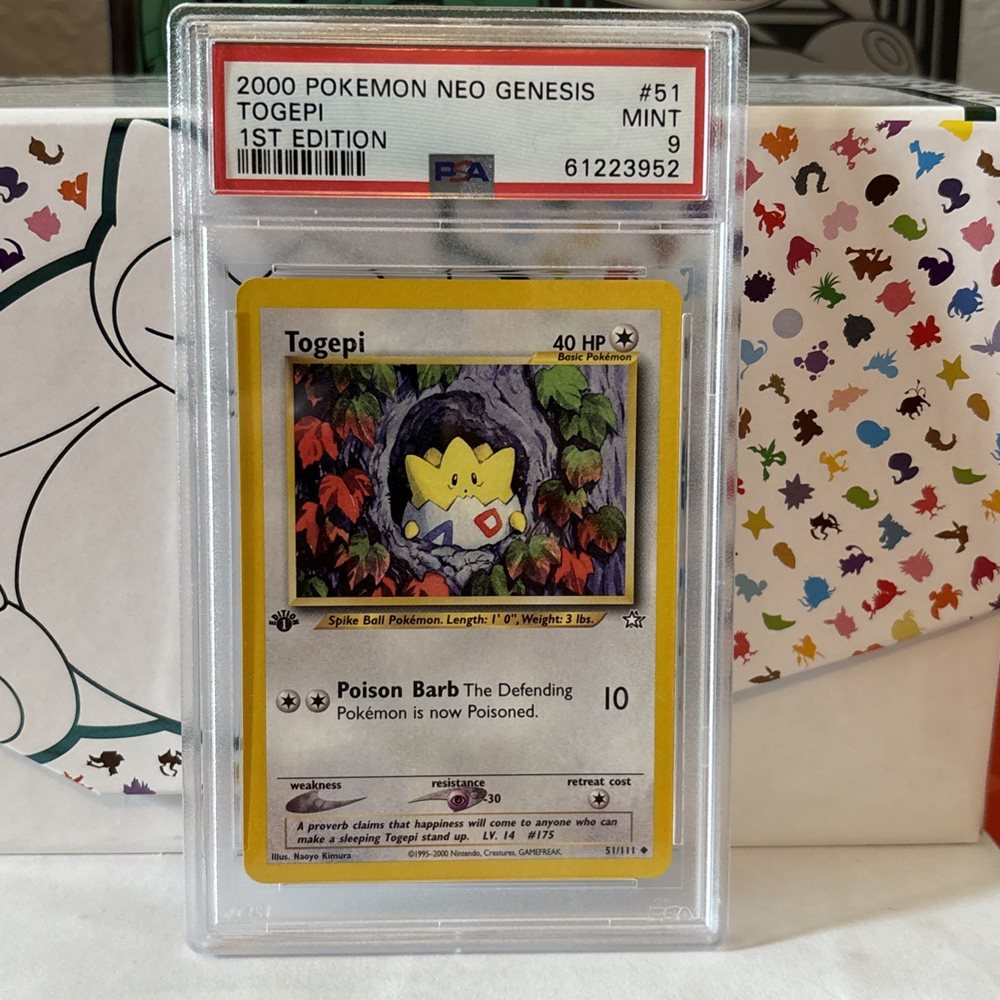 2000 POKEMON NEO GENESIS #51
TOGEPI MINT
1ST EDITION 9
PSA 61223952
Togepi 40 HP
Basic Pokémon
EDITION 1
Spike Ball Pokémon. Length: 1' 0", Weight: 3 lbs.
Poison Barb The Defending 10
Pokémon is now Poisoned.
weakness resistance retreat cost
-30
A proverb claims that happiness will come to anyone who can
make a sleeping Togepi stand up. LV. 14 #175
Illus. Naoyo Kimura ©1995-2000 Nintendo, Creatures, GAMEFREAK. 51/111